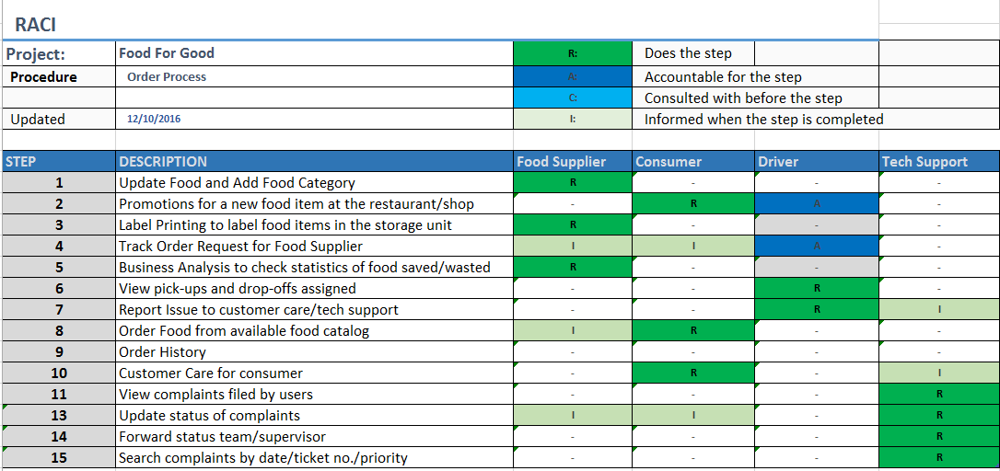 RACI
Project: Food For Good R: Does the step
Procedure Order Process A: Accountable for the step
C: Consulted with before the step
Updated 12/10/2016 I: Informed when the step is completed
STEP DESCRIPTION Food Supplier Consumer Driver Tech Support
1 Update Food and Add Food Category R - - -
2 Promotions for a new food item at the restaurant/shop - R A -
3 Label Printing to label food items in the storage unit R - - -
4 Track Order Request for Food Supplier I I A -
5 Business Analysis to check statistics of food saved/wasted R - - -
6 View pick-ups and drop-offs assigned - - R -
7 Report Issue to customer care/tech support - - R I
8 Order Food from available food catalog I R - -
9 Order History - - - -
10 Customer Care for consumer - R - I
11 View complaints filed by users - - - R
13 Update status of complaints I I - R
14 Forward status team/supervisor - - - R
15 Search complaints by date/ticket no./priority - - - R